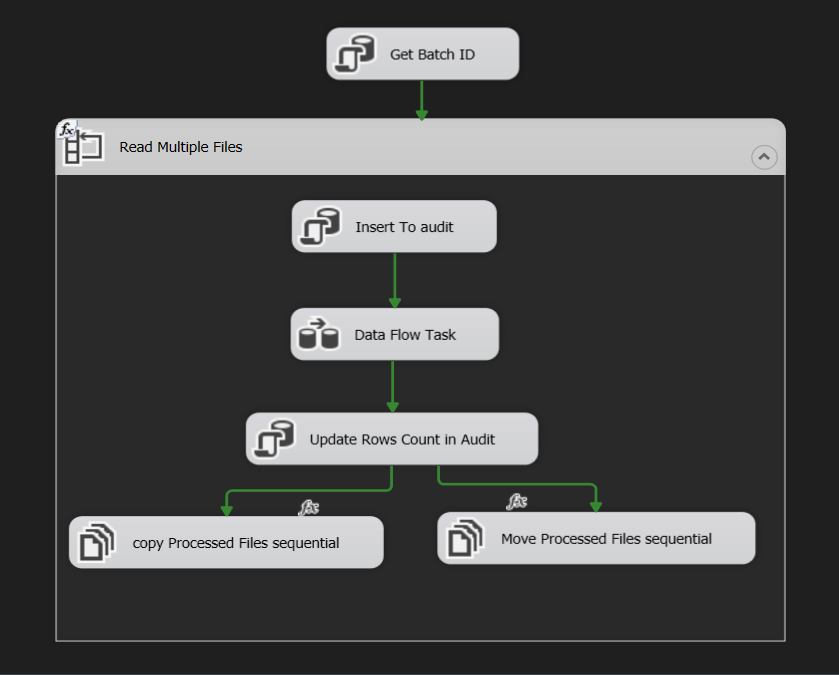 Get Batch ID
fx
Read Multiple Files
Insert To audit
Data Flow Task
Update Rows Count in Audit
fx
fx
copy Processed Files sequential
Move Processed Files sequential